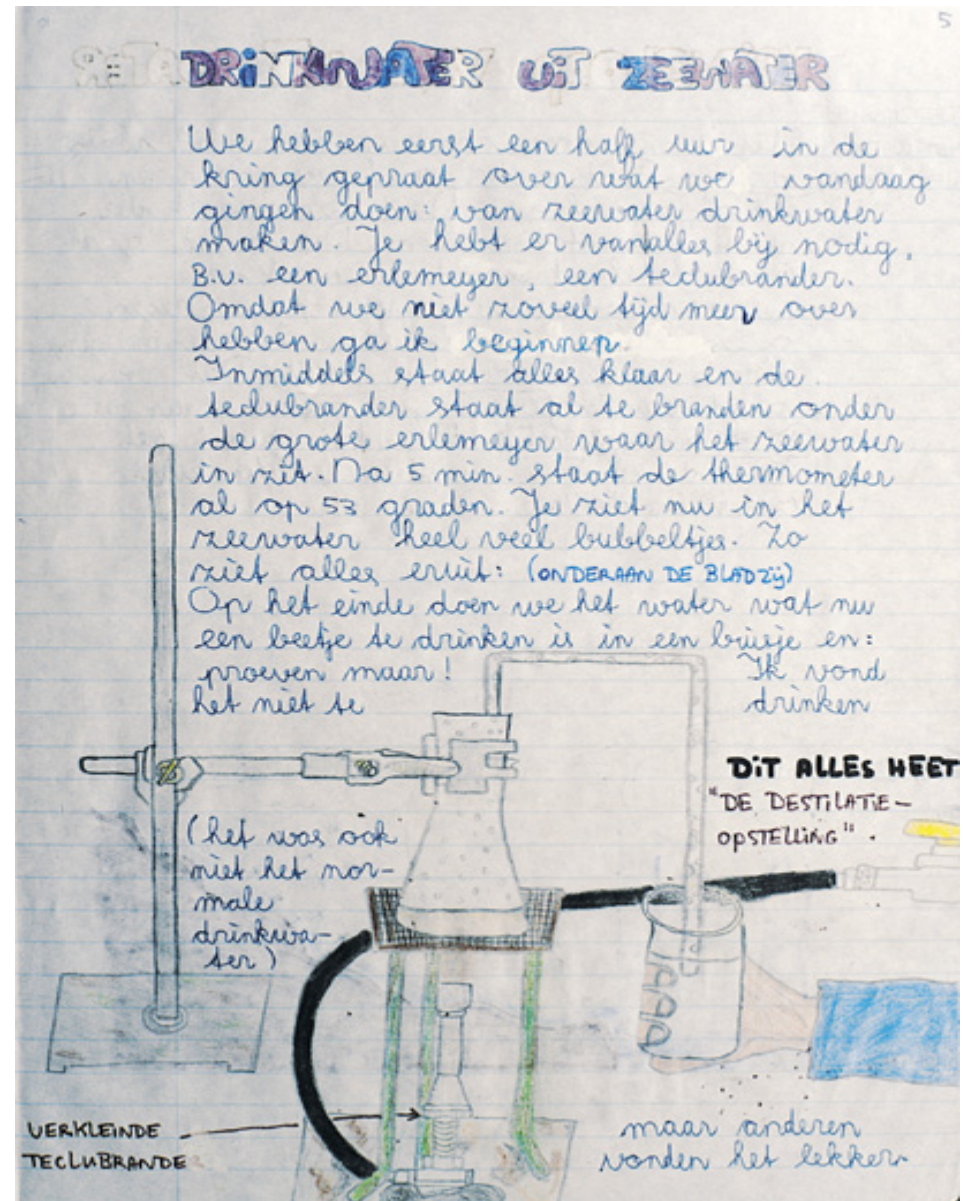 5
DRINKWATER UIT ZEEWATER
We hebben eerst een half uur in de
kring gepraat over wat we vandaag
gingen doen: van zeewater drinkwater
maken. Je hebt er vanalles bij nodig,
B.v. een erlemeyer, een teclubrander.
Omdat we niet zoveel tijd meer over
hebben ga ik beginnen.
Inmiddels staat alles klaar en de
teclubrander staat al te branden onder
de grote erlemeyer waar het zeewater
in zit. Na 5 min. staat de thermometer
al op 53 graden. Je ziet nu in het
zeewater heel veel bubbeltjes. Zo
ziet alles eruit: (ONDERAAN DE BLADZIJ)
Op het einde doen we het water wat nu
een beetje te drinken is in een buisje en:
proeven maar! Ik vond
het niet te drinken
DIT ALLES HEET
"DE DESTILATIE-
OPSTELLING".
(het was ook
niet het nor-
male
drinkwa-
ter)
VERKLEINDE
TECLUBRANDE
maar anderen
vonden het lekker